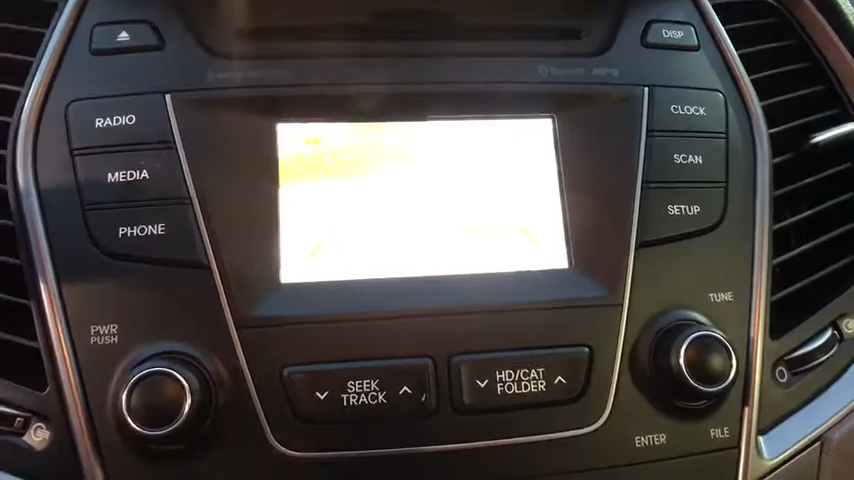 DISP
RADIO
MEDIA
PHONE
CLOCK
SCAN
SETUP
PWR
PUSH
TUNE
SEEK
TRACK
HD/CAT
FOLDER
ENTER
FILE